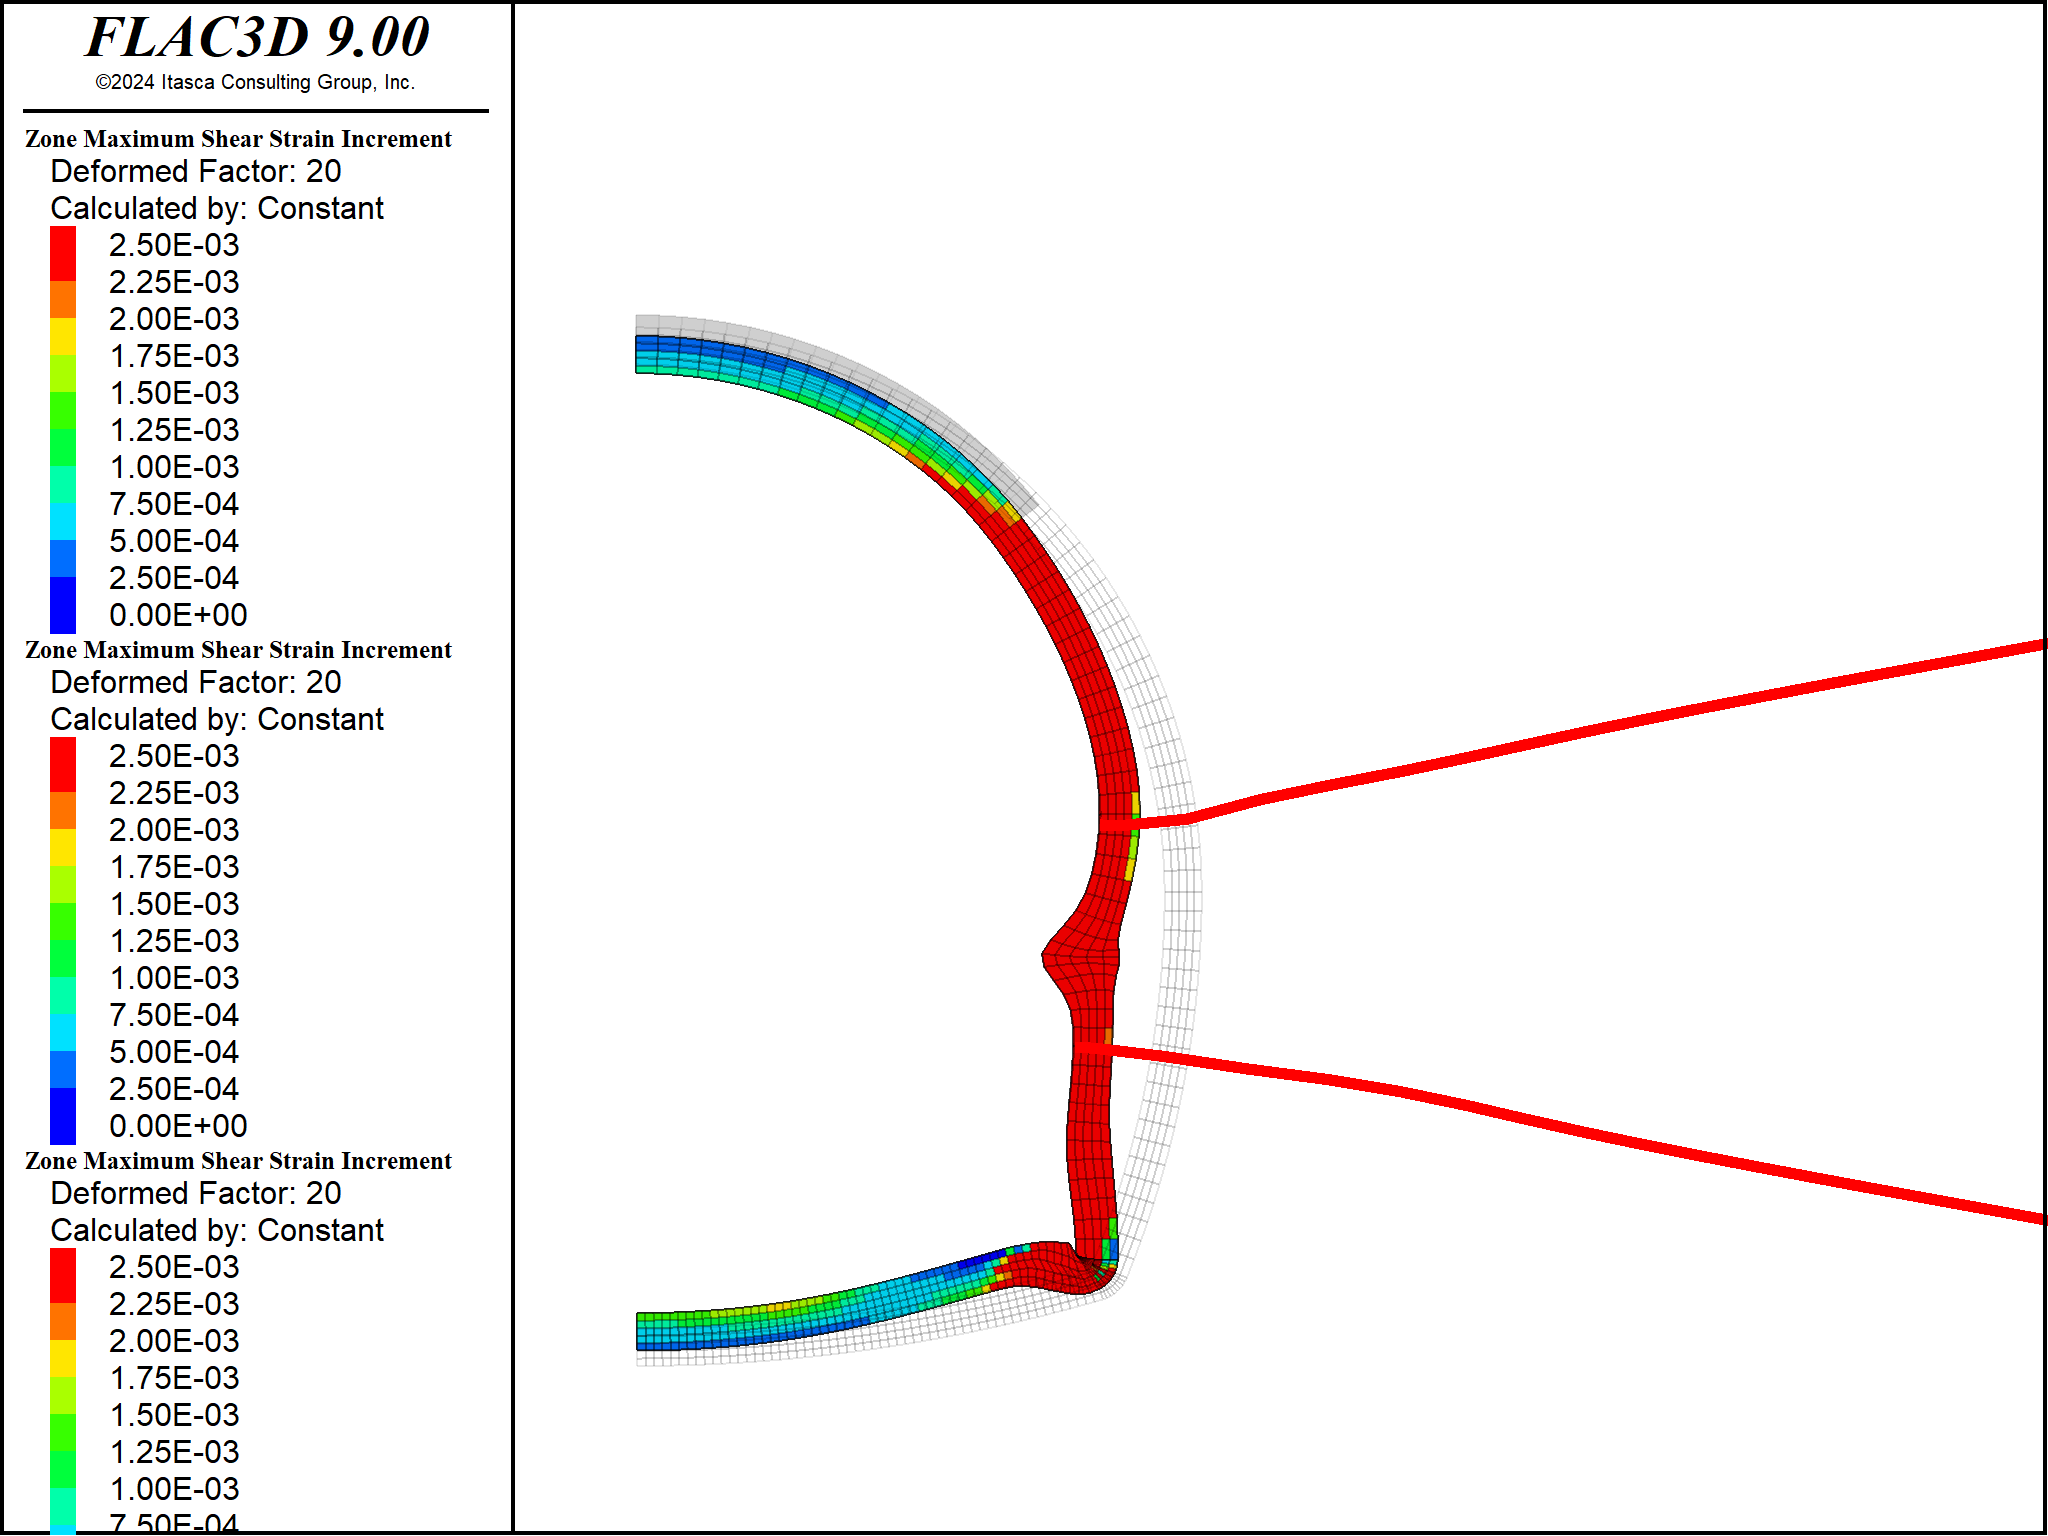 FLAC3D 9.00
©2024 Itasca Consulting Group, Inc.
Zone Maximum Shear Strain Increment
Deformed Factor: 20
Calculated by: Constant
2.50E-03
2.25E-03
2.00E-03
1.75E-03
1.50E-03
1.25E-03
1.00E-03
7.50E-04
5.00E-04
2.50E-04
0.00E+00
Zone Maximum Shear Strain Increment
Deformed Factor: 20
Calculated by: Constant
2.50E-03
2.25E-03
2.00E-03
1.75E-03
1.50E-03
1.25E-03
1.00E-03
7.50E-04
5.00E-04
2.50E-04
0.00E+00
Zone Maximum Shear Strain Increment
Deformed Factor: 20
Calculated by: Constant
2.50E-03
2.25E-03
2.00E-03
1.75E-03
1.50E-03
1.25E-03
1.00E-03
7.50E-04